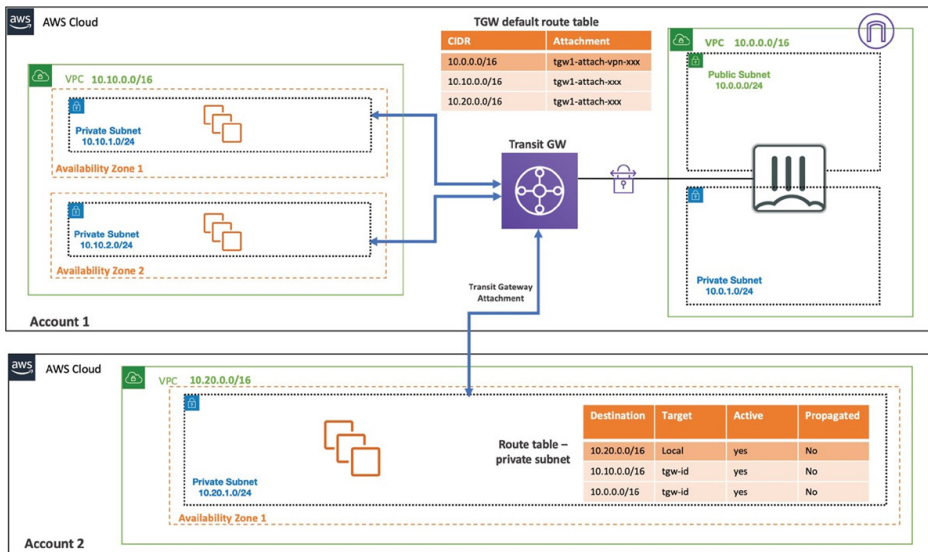 aws
AWS Cloud
TGW default route table
CIDR Attachment
10.0.0.0/16 tgw1-attach-vpn-xxx
10.10.0.0/16 tgw1-attach-xxx
10.20.0.0/16 tgw1-attach-xxx
VPC 10.0.0.0/16
Public Subnet
10.0.0.0/24
VPC 10.10.0.0/16
Private Subnet
10.10.1.0/24
Availability Zone 1
Transit GW
Private Subnet
10.10.2.0/24
Availability Zone 2
Transit Gateway
Attachment
Private Subnet
10.0.1.0/24
Account 1
aws
AWS Cloud
VPC 10.20.0.0/16
Route table –
private subnet
Destination Target Active Propagated
10.20.0.0/16 Local yes No
10.10.0.0/16 tgw-id yes No
10.0.0.0/16 tgw-id yes No
Private Subnet
10.20.1.0/24
Availability Zone 1
Account 2